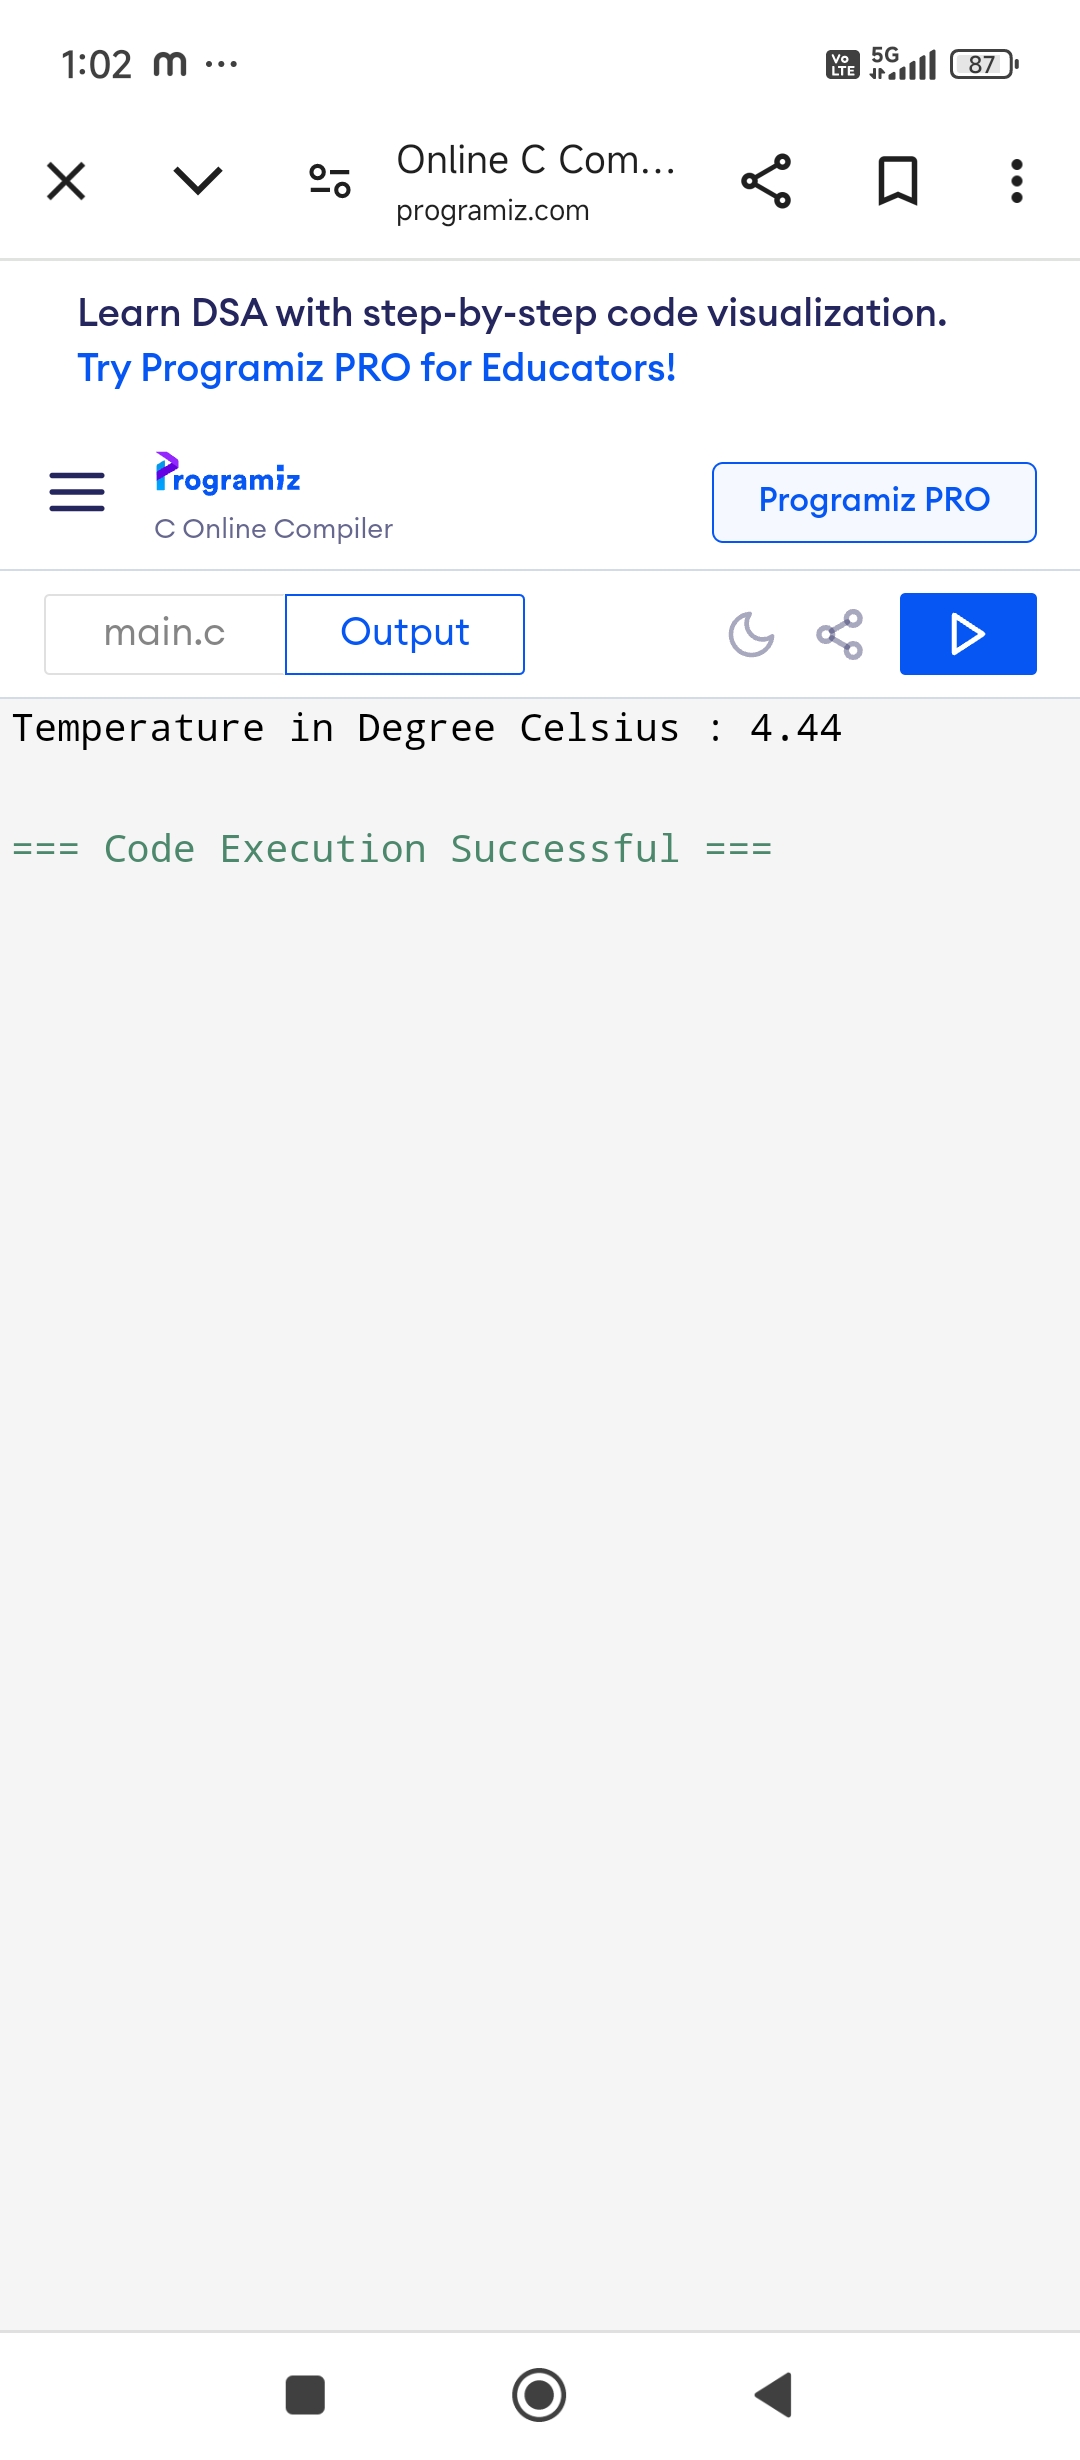 1:02 m ...
Vo LTE 5G 87
Online C Com...
programiz.com
Learn DSA with step-by-step code visualization.
Try Programiz PRO for Educators!
Programiz
C Online Compiler
Programiz PRO
main.c
Output
Temperature in Degree Celsius : 4.44
=== Code Execution Successful ===